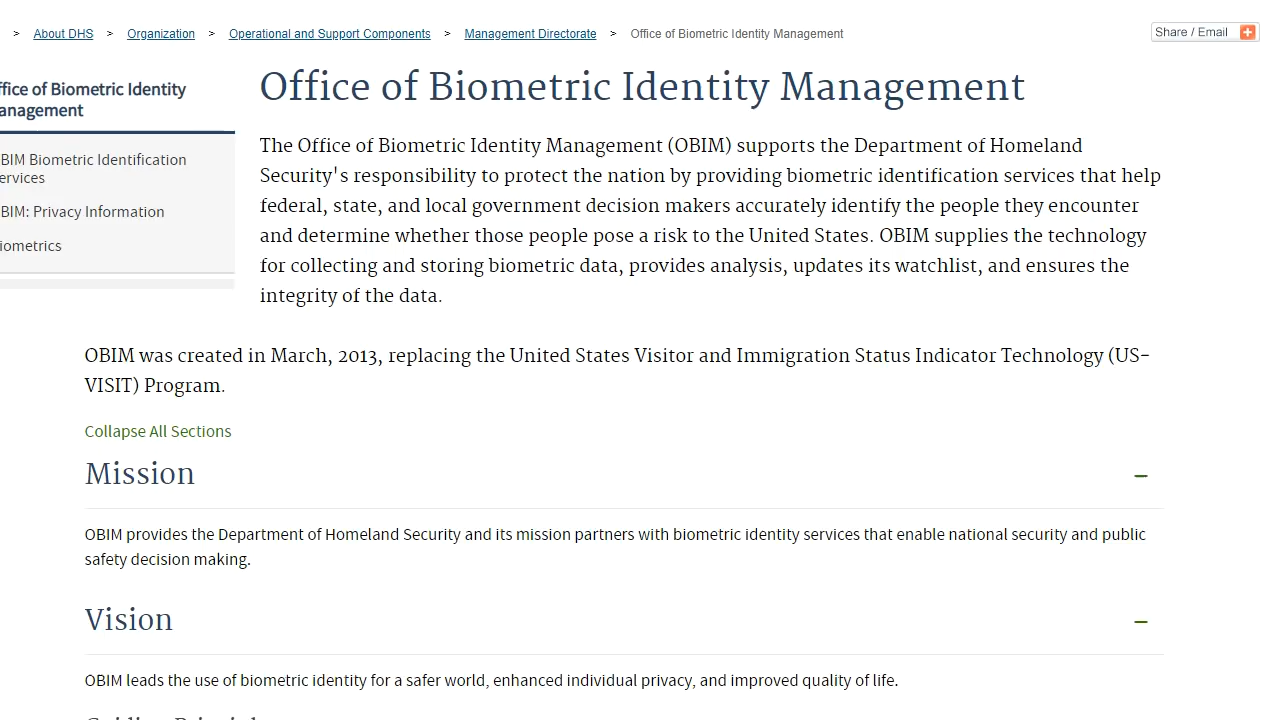 > About DHS > Organization > Operational and Support Components > Management Directorate > Office of Biometric Identity Management
Share / Email
ffice of Biometric Identity
anagement
BIM Biometric Identification
ervices
BIM: Privacy Information
iometrics
Office of Biometric Identity Management
The Office of Biometric Identity Management (OBIM) supports the Department of Homeland
Security's responsibility to protect the nation by providing biometric identification services that help
federal, state, and local government decision makers accurately identify the people they encounter
and determine whether those people pose a risk to the United States. OBIM supplies the technology
for collecting and storing biometric data, provides analysis, updates its watchlist, and ensures the
integrity of the data.
OBIM was created in March, 2013, replacing the United States Visitor and Immigration Status Indicator Technology (US-
VISIT) Program.
Collapse All Sections
Mission
OBIM provides the Department of Homeland Security and its mission partners with biometric identity services that enable national security and public
safety decision making.
Vision
OBIM leads the use of biometric identity for a safer world, enhanced individual privacy, and improved quality of life.